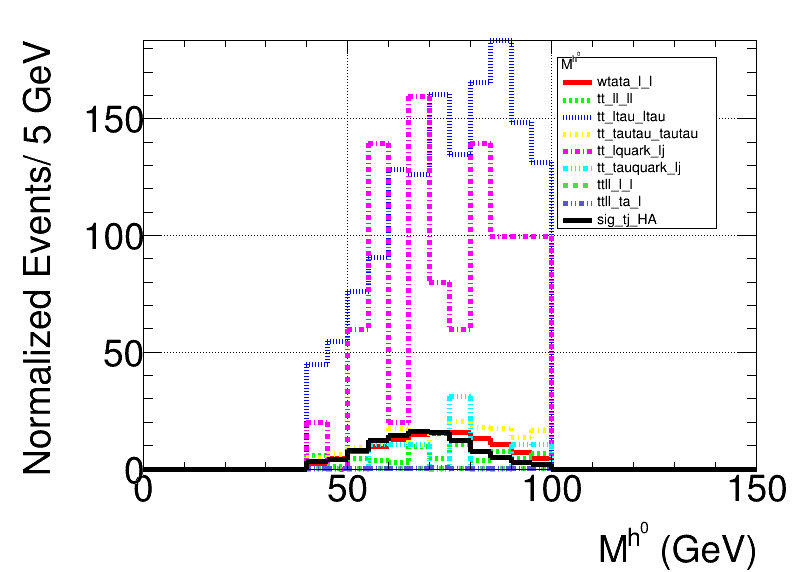 Normalized Events/ 5 GeV
150
100
50
0
0 50 100 150
M^h^0 (GeV)
M^h^0
wtata_l_l
tt_ll_ll
tt_ltau_ltau
tt_tautau_tautau
tt_lquark_lj
tt_tauquark_lj
ttll_l_l
ttll_ta_l
sig_tj_HA